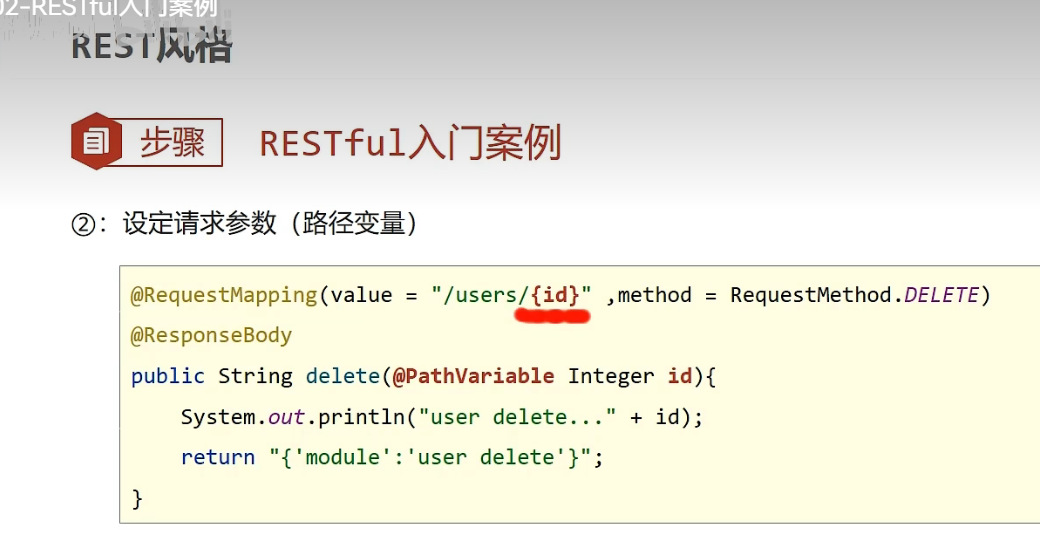 02-RESTful入门案例
REST风格
步骤 RESTful入门案例
②：设定请求参数（路径变量）
@RequestMapping(value = "/users/{id}" ,method = RequestMethod.DELETE)
@ResponseBody
public String delete(@PathVariable Integer id){
System.out.println("user delete..." + id);
return "{'module':'user delete'}";
}